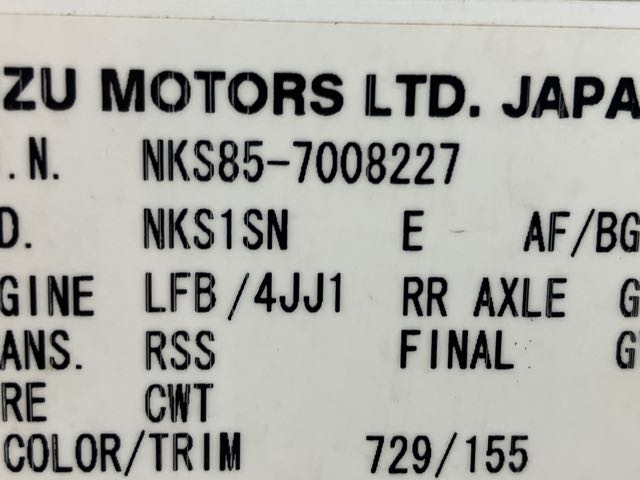 ZU MOTORS LTD. JAPA
.N. NKS85-7008227
D. NKS1SN E AF/BG
GINE LFB/4JJ1 RR AXLE G
ANS. RSS FINAL G
RE CWT
COLOR/TRIM 729/155